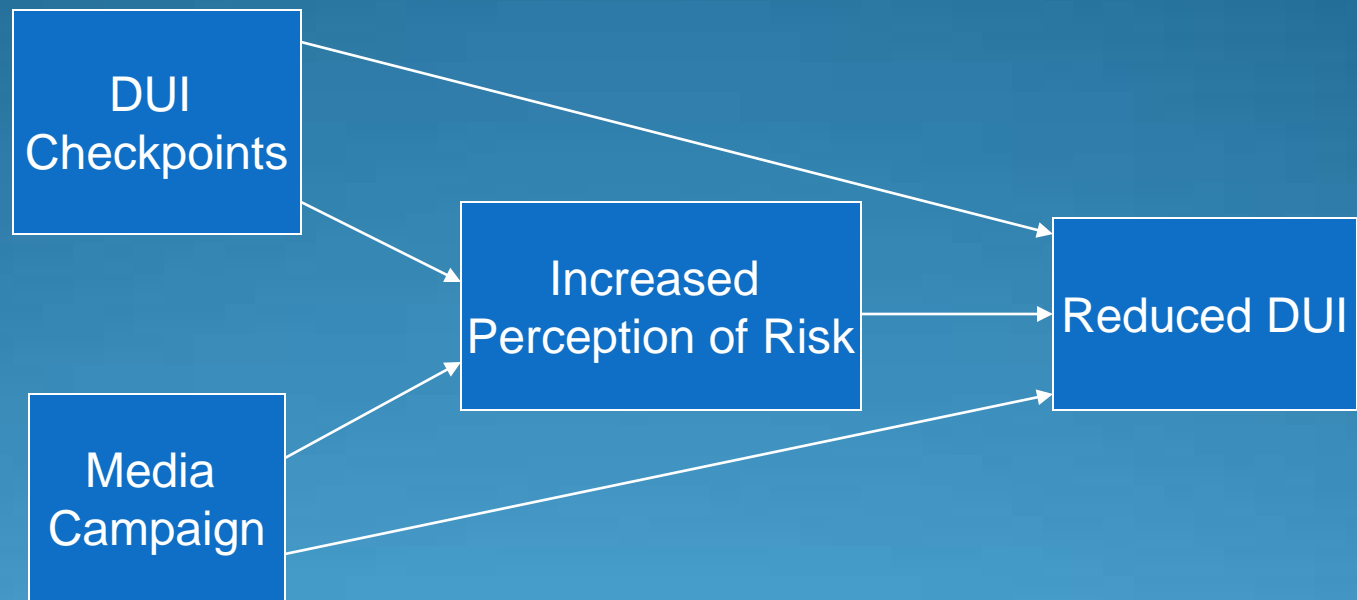 DUI
Checkpoints
Increased
Perception of Risk
Reduced DUI
Media
Campaign